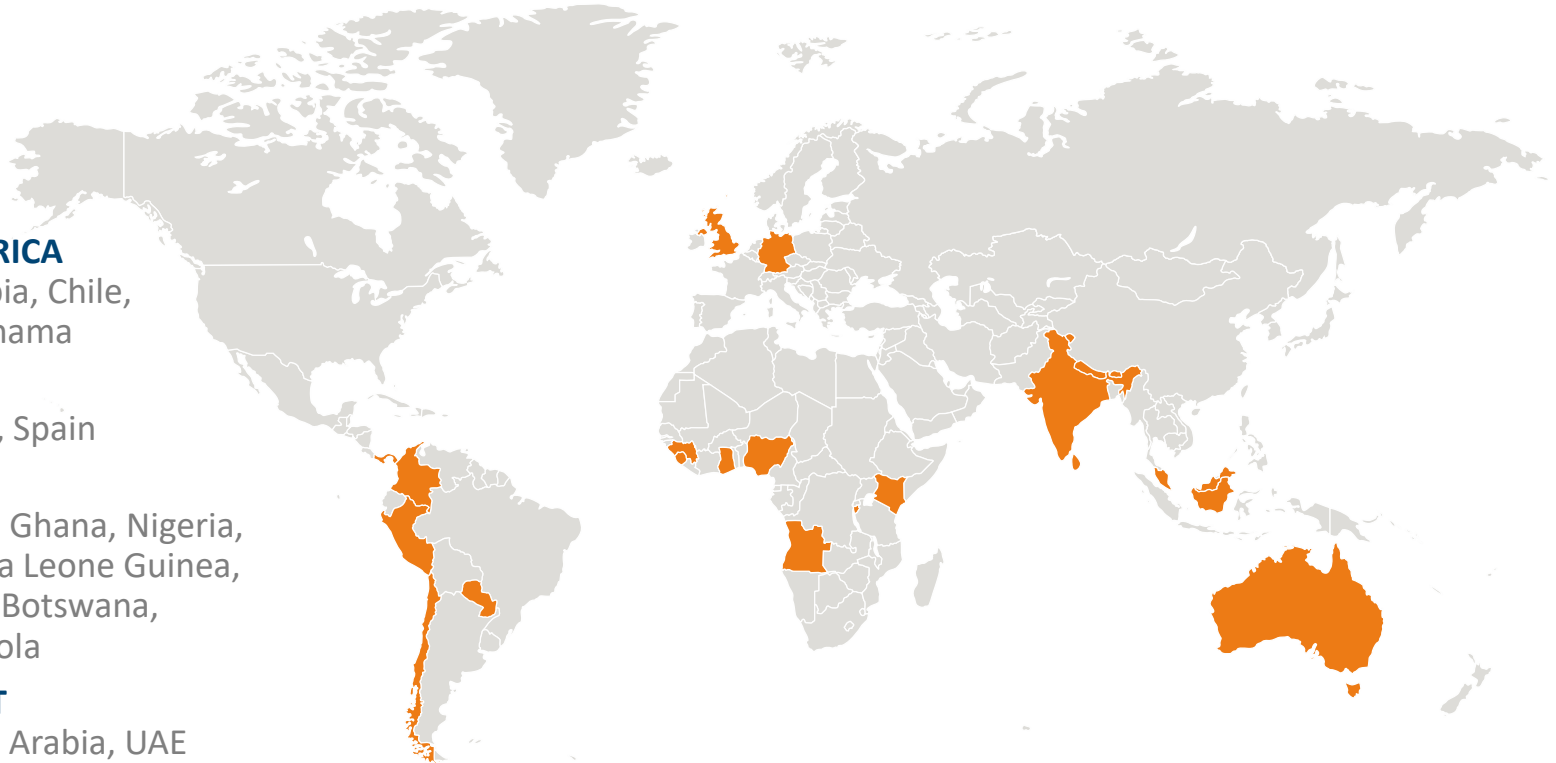 RICA
bia, Chile,
nama
, Spain
Ghana, Nigeria,
a Leone Guinea,
Botswana,
ola
T
Arabia, UAE